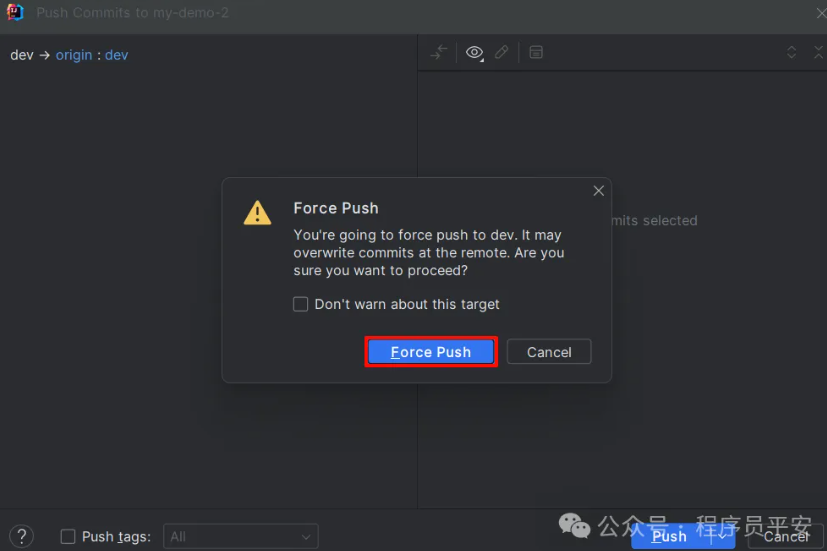 Push Commits to my-demo-2
dev → origin : dev
mits selected
Force Push
You're going to force push to dev. It may
overwrite commits at the remote. Are you
sure you want to proceed?
Don't warn about this target
Force Push
Cancel
? Push tags: All
Push
Cancel
公众号 · 程序员平安